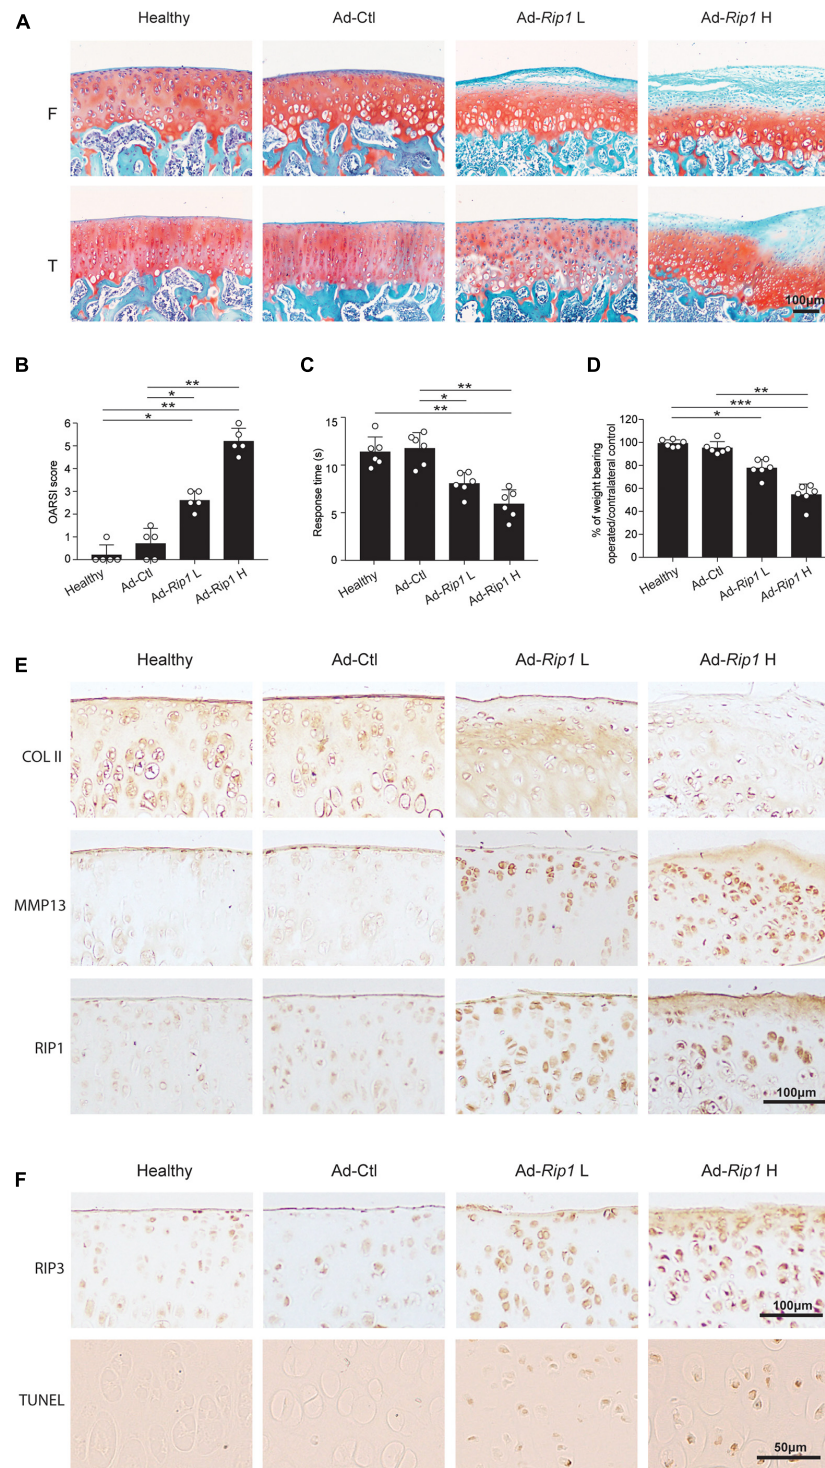 A
Healthy Ad-Ctl Ad-Rip1 L Ad-Rip1 H
F
T
100µm
B
OARSI score
6
5
4
3
2
1
0
** 
*
**
*
Healthy
Ad-Ctl
Ad-Rip1 L
Ad-Rip1 H
C
Response time (s)
15
10
5
0
**
*
**
Healthy
Ad-Ctl
Ad-Rip1 L
Ad-Rip1 H
D
% of weight bearing
operated/contralateral control
120
100
80
60
40
20
0
**
***
*
Healthy
Ad-Ctl
Ad-Rip1 L
Ad-Rip1 H
E
Healthy Ad-Ctl Ad-Rip1 L Ad-Rip1 H
COL II
MMP13
RIP1
100µm
F
Healthy Ad-Ctl Ad-Rip1 L Ad-Rip1 H
RIP3
100µm
TUNEL
50µm